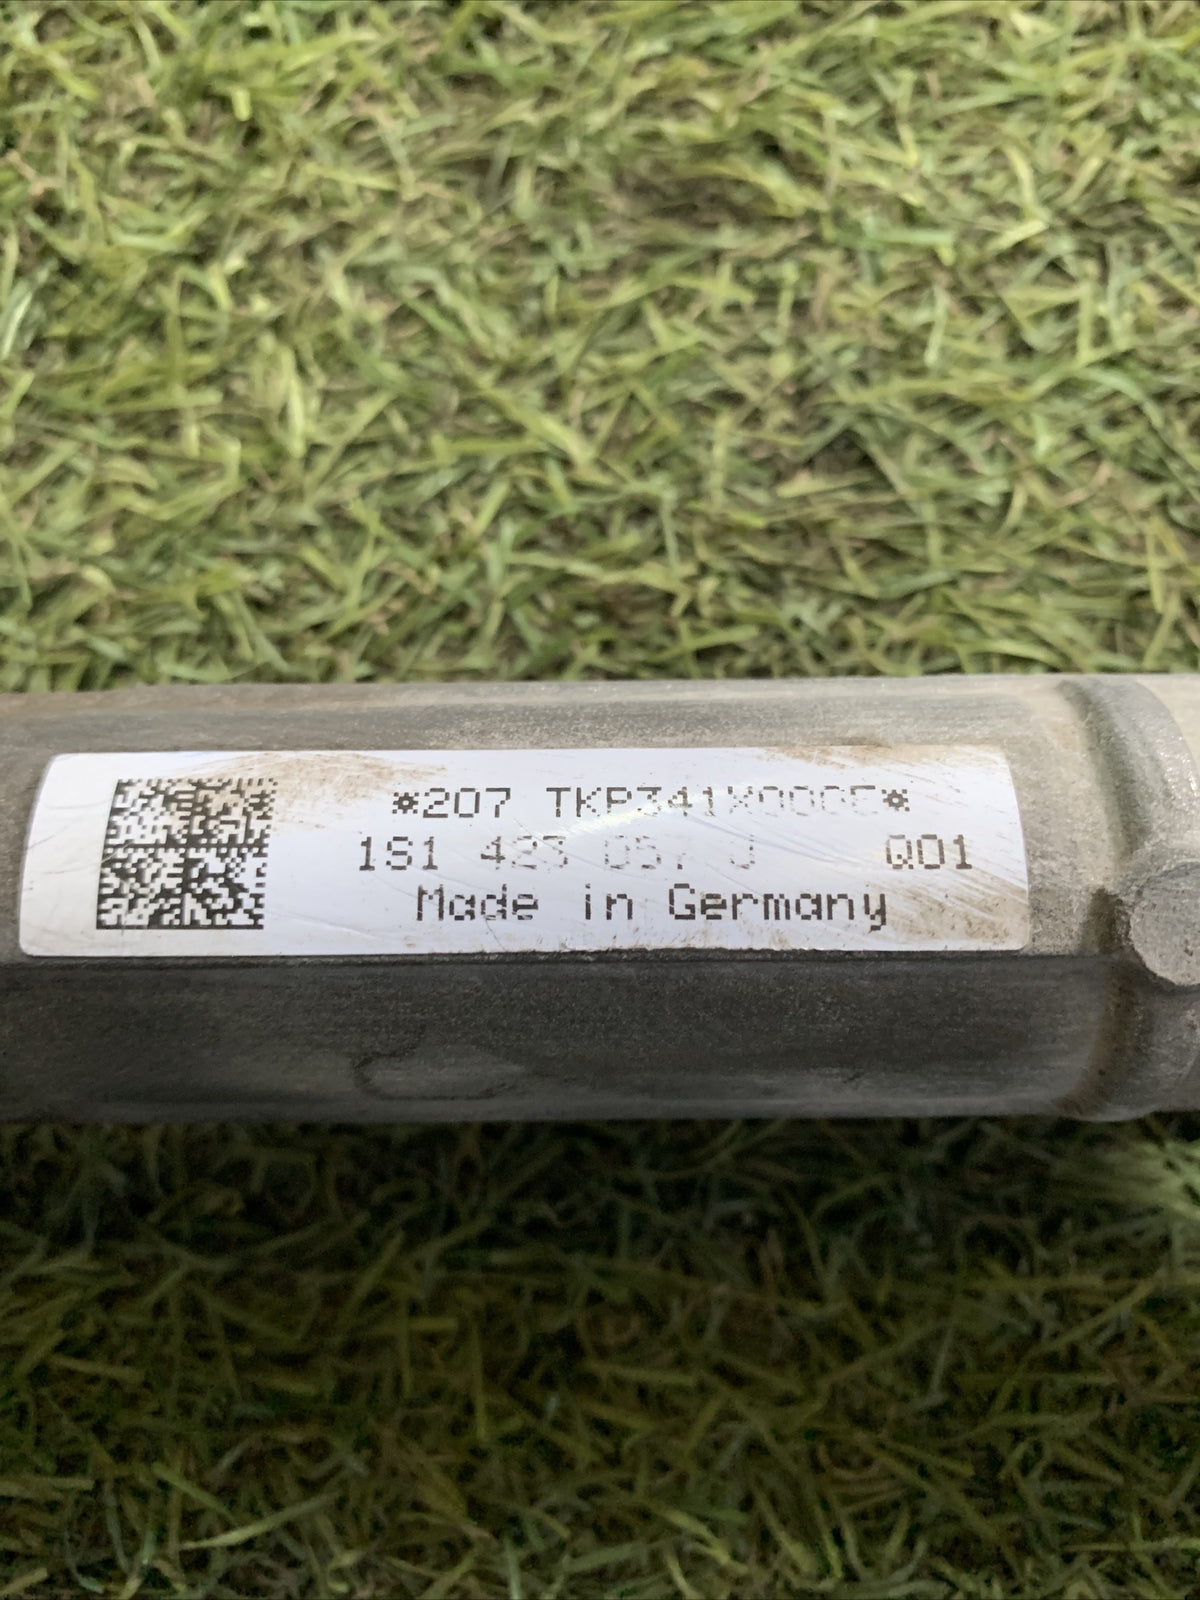 *207 TKP341X000E*
1S1 423 057 J Q01
Made in Germany